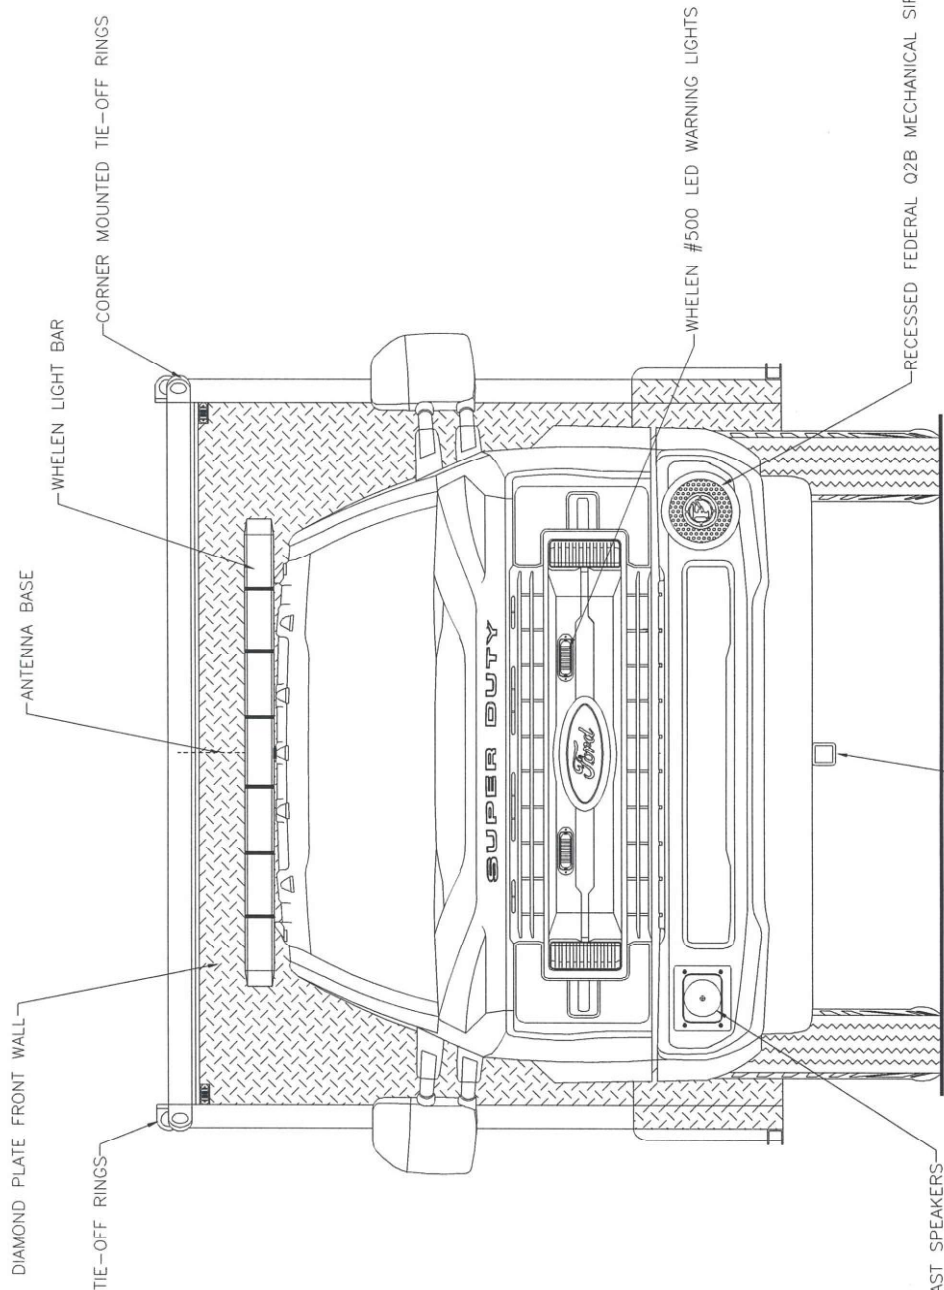 DIAMOND PLATE FRONT WALL
ANTENNA BASE
WHELEN LIGHT BAR
CORNER MOUNTED TIE-OFF RINGS
TIE-OFF RINGS
SUPER DUTY
Ford
WHELEN #500 LED WARNING LIGHTS
RECESSED FEDERAL Q2B MECHANICAL
SPEAKERS